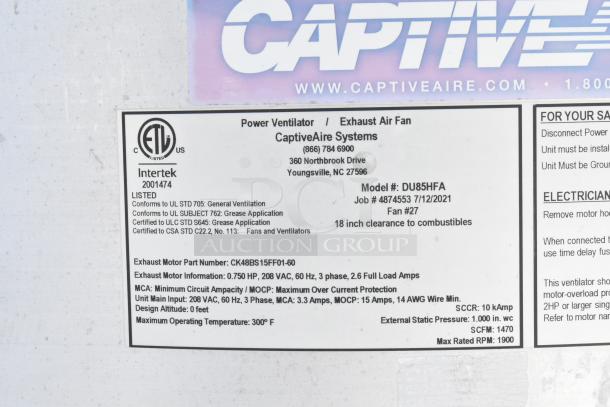 CAPTIVEA
WWW.CAPTIVEAIRE.COM • 1.800
Power Ventilator / Exhaust Air Fan
CaptiveAire Systems
(866) 784 6900
360 Northbrook Drive
Youngsville, NC 27596
ETL
C US
Intertek
2001474
LISTED
Conforms to UL STD 705: General Ventilation
Conforms to UL SUBJECT 762: Grease Application
Certified to ULC STD S645: Grease Application
Certified to CSA STD C22.2, No. 113: Fans and Ventilators
Model #: DU85HFA
Job # 4874553 7/12/2021
Fan #27
18 inch clearance to combustibles
Exhaust Motor Part Number: CK48BS15FF01-60
Exhaust Motor Information: 0.750 HP, 208 VAC, 60 Hz, 3 phase, 2.6 Full Load Amps
MCA: Minimum Circuit Ampacity / MOCP: Maximum Over Current Protection
Unit Main Input: 208 VAC, 60 Hz, 3 Phase, MCA: 3.3 Amps, MOCP: 15 Amps, 14 AWG Wire Min.
Design Altitude: 0 feet
SCCR: 10 kAmp
Maximum Operating Temperature: 300° F
External Static Pressure: 1.000 in. wc
SCFM: 1470
Max Rated RPM: 1900
FOR YOUR SA
Disconnect Power
Unit must be instal
Unit Must be Grou
ELECTRICIAN
Remove motor ho
When connected t
use time delay fus
This ventilator sho
motor-overload pro
2HP or larger sing
Refer to motor nam
PCI
AUCTION GROUP